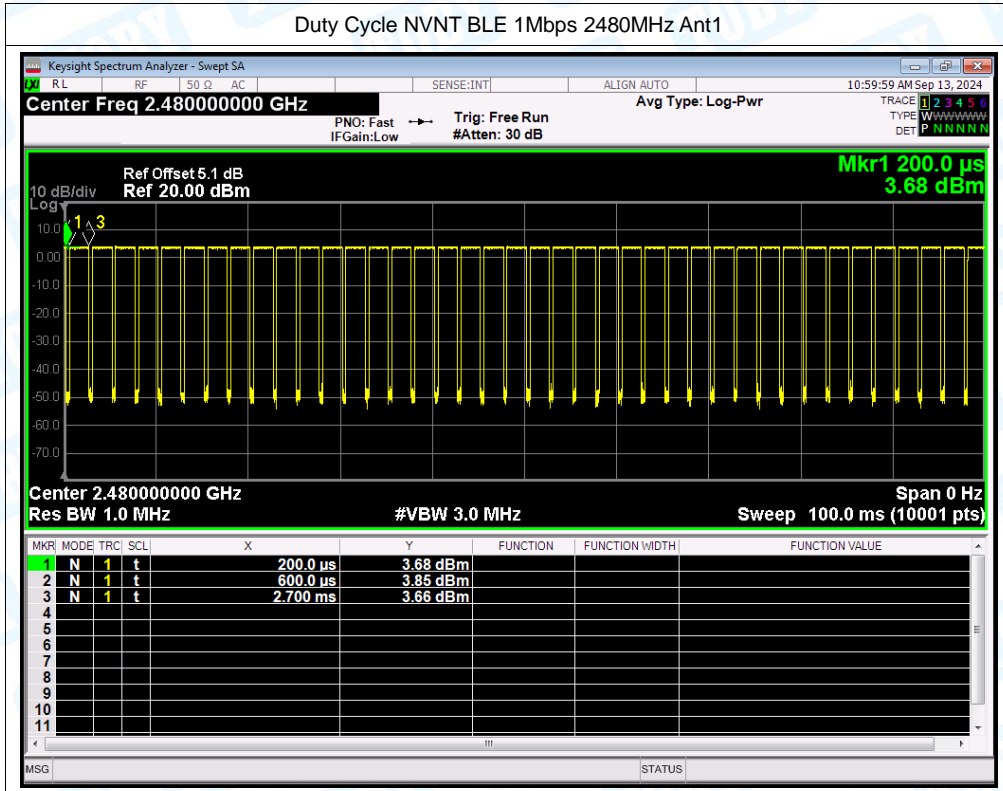 Duty Cycle NVNT BLE 1Mbps 2480MHz Ant1
Keysight Spectrum Analyzer - Swept SA
LXI RL RF 50 Ω AC SENSE:INT ALIGN AUTO 10:59:59 AM Sep 13, 2024
Center Freq 2.480000000 GHz Avg Type: Log-Pwr TRACE 1 2 3 4 5 6
PNO: Fast Trig: Free Run TYPE WWWWWW
IFGain:Low #Atten: 30 dB DET P N N N N N
Ref Offset 5.1 dB Mkr1 200.0 µs
10 dB/div Ref 20.00 dBm 3.68 dBm
Log
1 3
10.0
0.00
-10.0
-20.0
-30.0
-40.0
-50.0
-60.0
-70.0
Center 2.480000000 GHz Span 0 Hz
Res BW 1.0 MHz #VBW 3.0 MHz Sweep 100.0 ms (10001 pts)
MKR MODE TRC SCL X Y FUNCTION FUNCTION WIDTH FUNCTION VALUE
1 N 1 t 200.0 µs 3.68 dBm
2 N 1 t 600.0 µs 3.85 dBm
3 N 1 t 2.700 ms 3.66 dBm
4
5
6
7
8
9
10
11
MSG STATUS